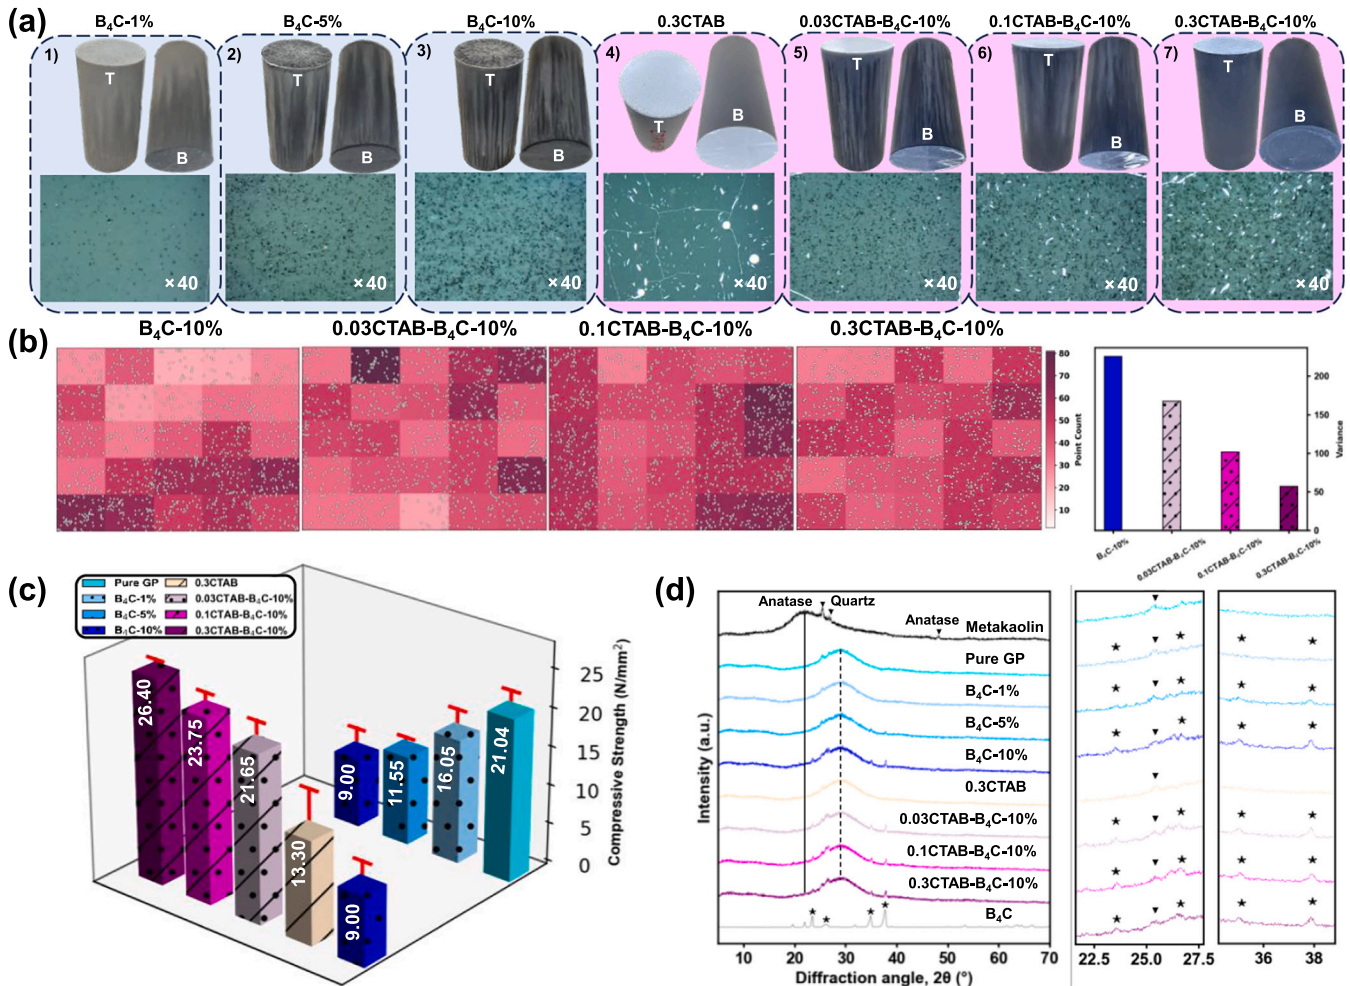 (a)
B₄C-1%
B₄C-5%
B₄C-10%
0.3CTAB
0.03CTAB-B₄C-10%
0.1CTAB-B₄C-10%
0.3CTAB-B₄C-10%
1)
T
B
×40
2)
T
B
×40
3)
T
B
×40
4)
T
B
×40
5)
T
B
×40
6)
T
B
×40
7)
T
B
×40
(b)
B₄C-10%
0.03CTAB-B₄C-10%
0.1CTAB-B₄C-10%
0.3CTAB-B₄C-10%
80
70
60
50
40
30
20
10
Point Count
200
150
100
50
0
Variance
B₄C-10%
0.03CTAB-B₄C-10%
0.1CTAB-B₄C-10%
0.3CTAB-B₄C-10%
(c)
Pure GP
B₄C-1%
B₄C-5%
B₄C-10%
0.3CTAB
0.03CTAB-B₄C-10%
0.1CTAB-B₄C-10%
0.3CTAB-B₄C-10%
26.40
23.75
21.65
13.30
9.00
9.00
11.55
16.05
21.04
25
20
15
10
5
0
Compressive Strength (N/mm²)
(d)
Anatase
Quartz
Anatase
Metakaolin
Pure GP
B₄C-1%
B₄C-5%
B₄C-10%
0.3CTAB
0.03CTAB-B₄C-10%
0.1CTAB-B₄C-10%
0.3CTAB-B₄C-10%
B₄C
Intensity (a.u.)
10 20 30 40 50 60 70
Diffraction angle, 2θ (°)
22.5 25.0 27.5
36 38